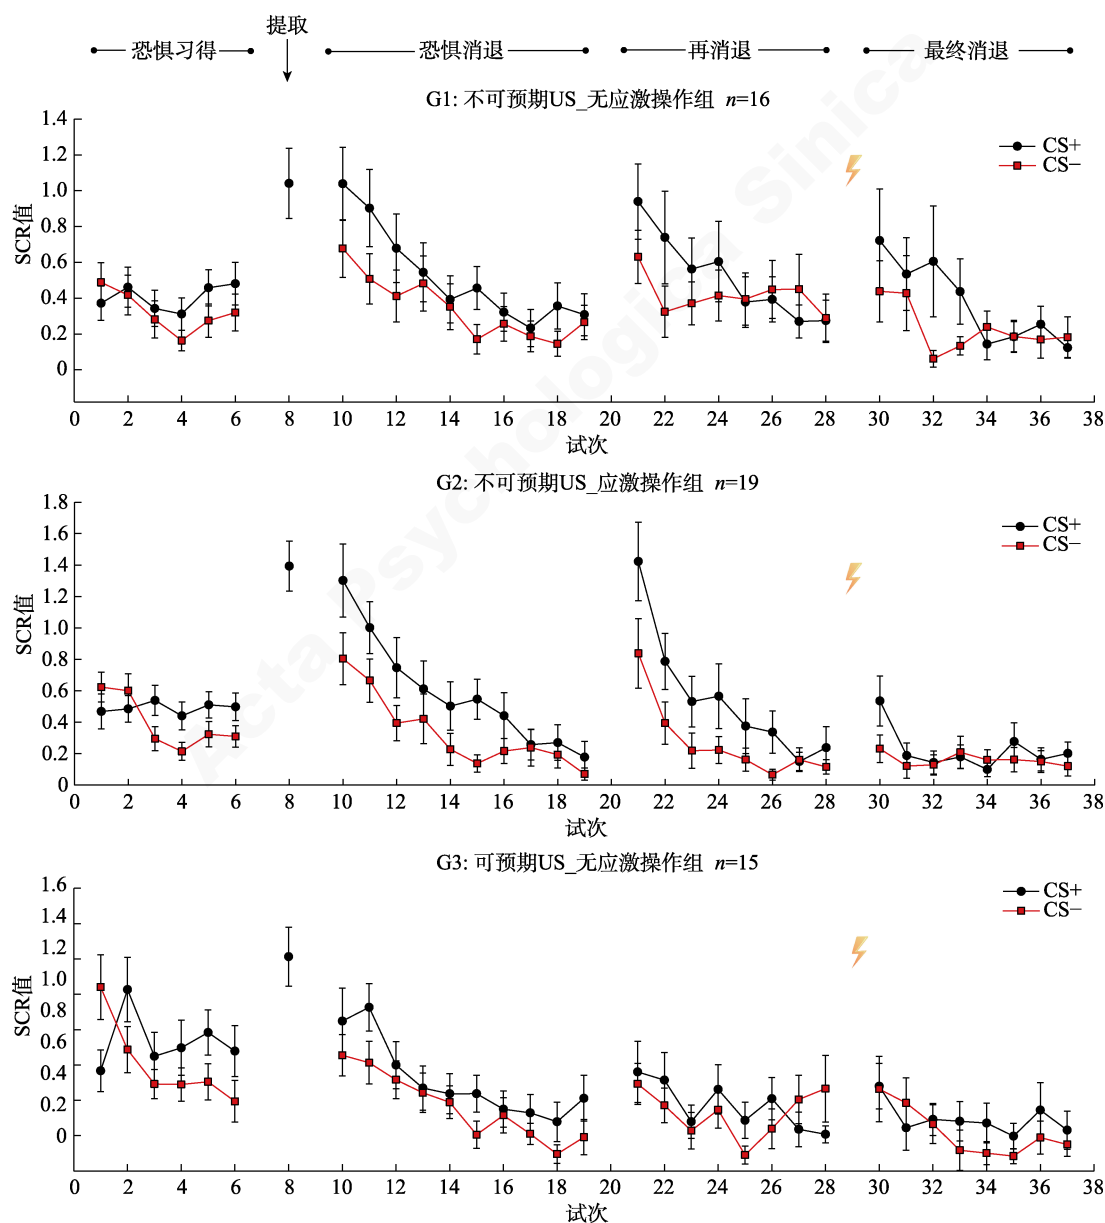 提取
恐惧习得 恐惧消退 再消退 最终消退
G1: 不可预期US_无应激操作组 n=16
1.4
1.2
1.0
0.8
0.6
0.4
0.2
0
SCR值
CS+
CS−
0 2 4 6 8 10 12 14 16 18 20 22 24 26 28 30 32 34 36 38
试次
G2: 不可预期US_应激操作组 n=19
1.8
1.6
1.4
1.2
1.0
0.8
0.6
0.4
0.2
0
SCR值
CS+
CS−
0 2 4 6 8 10 12 14 16 18 20 22 24 26 28 30 32 34 36 38
试次
G3: 可预期US_无应激操作组 n=15
1.6
1.4
1.2
1.0
0.8
0.6
0.4
0.2
0
SCR值
CS+
CS−
0 2 4 6 8 10 12 14 16 18 20 22 24 26 28 30 32 34 36 38
试次
Acta Psychologica Sinica